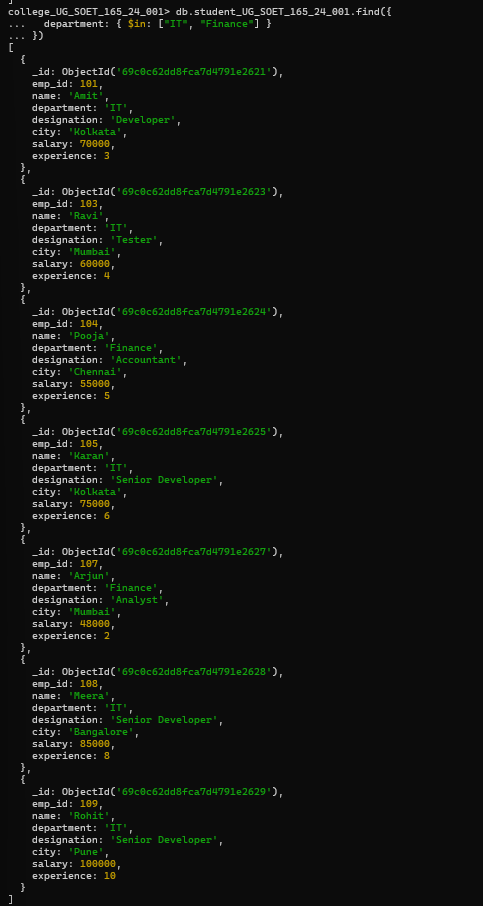 ]
college_UG_SOET_165_24_001> db.student_UG_SOET_165_24_001.find({
...   department: { $in: ["IT", "Finance"] }
... })
[
  {
    _id: ObjectId('69c0c62dd8fca7d4791e2621'),
    emp_id: 101,
    name: 'Amit',
    department: 'IT',
    designation: 'Developer',
    city: 'Kolkata',
    salary: 70000,
    experience: 3
  },
  {
    _id: ObjectId('69c0c62dd8fca7d4791e2623'),
    emp_id: 103,
    name: 'Ravi',
    department: 'IT',
    designation: 'Tester',
    city: 'Mumbai',
    salary: 60000,
    experience: 4
  },
  {
    _id: ObjectId('69c0c62dd8fca7d4791e2624'),
    emp_id: 104,
    name: 'Pooja',
    department: 'Finance',
    designation: 'Accountant',
    city: 'Chennai',
    salary: 55000,
    experience: 5
  },
  {
    _id: ObjectId('69c0c62dd8fca7d4791e2625'),
    emp_id: 105,
    name: 'Karan',
    department: 'IT',
    designation: 'Senior Developer',
    city: 'Kolkata',
    salary: 75000,
    experience: 6
  },
  {
    _id: ObjectId('69c0c62dd8fca7d4791e2627'),
    emp_id: 107,
    name: 'Arjun',
    department: 'Finance',
    designation: 'Analyst',
    city: 'Mumbai',
    salary: 48000,
    experience: 2
  },
  {
    _id: ObjectId('69c0c62dd8fca7d4791e2628'),
    emp_id: 108,
    name: 'Meera',
    department: 'IT',
    designation: 'Senior Developer',
    city: 'Bangalore',
    salary: 85000,
    experience: 8
  },
  {
    _id: ObjectId('69c0c62dd8fca7d4791e2629'),
    emp_id: 109,
    name: 'Rohit',
    department: 'IT',
    designation: 'Senior Developer',
    city: 'Pune',
    salary: 100000,
    experience: 10
  }
]